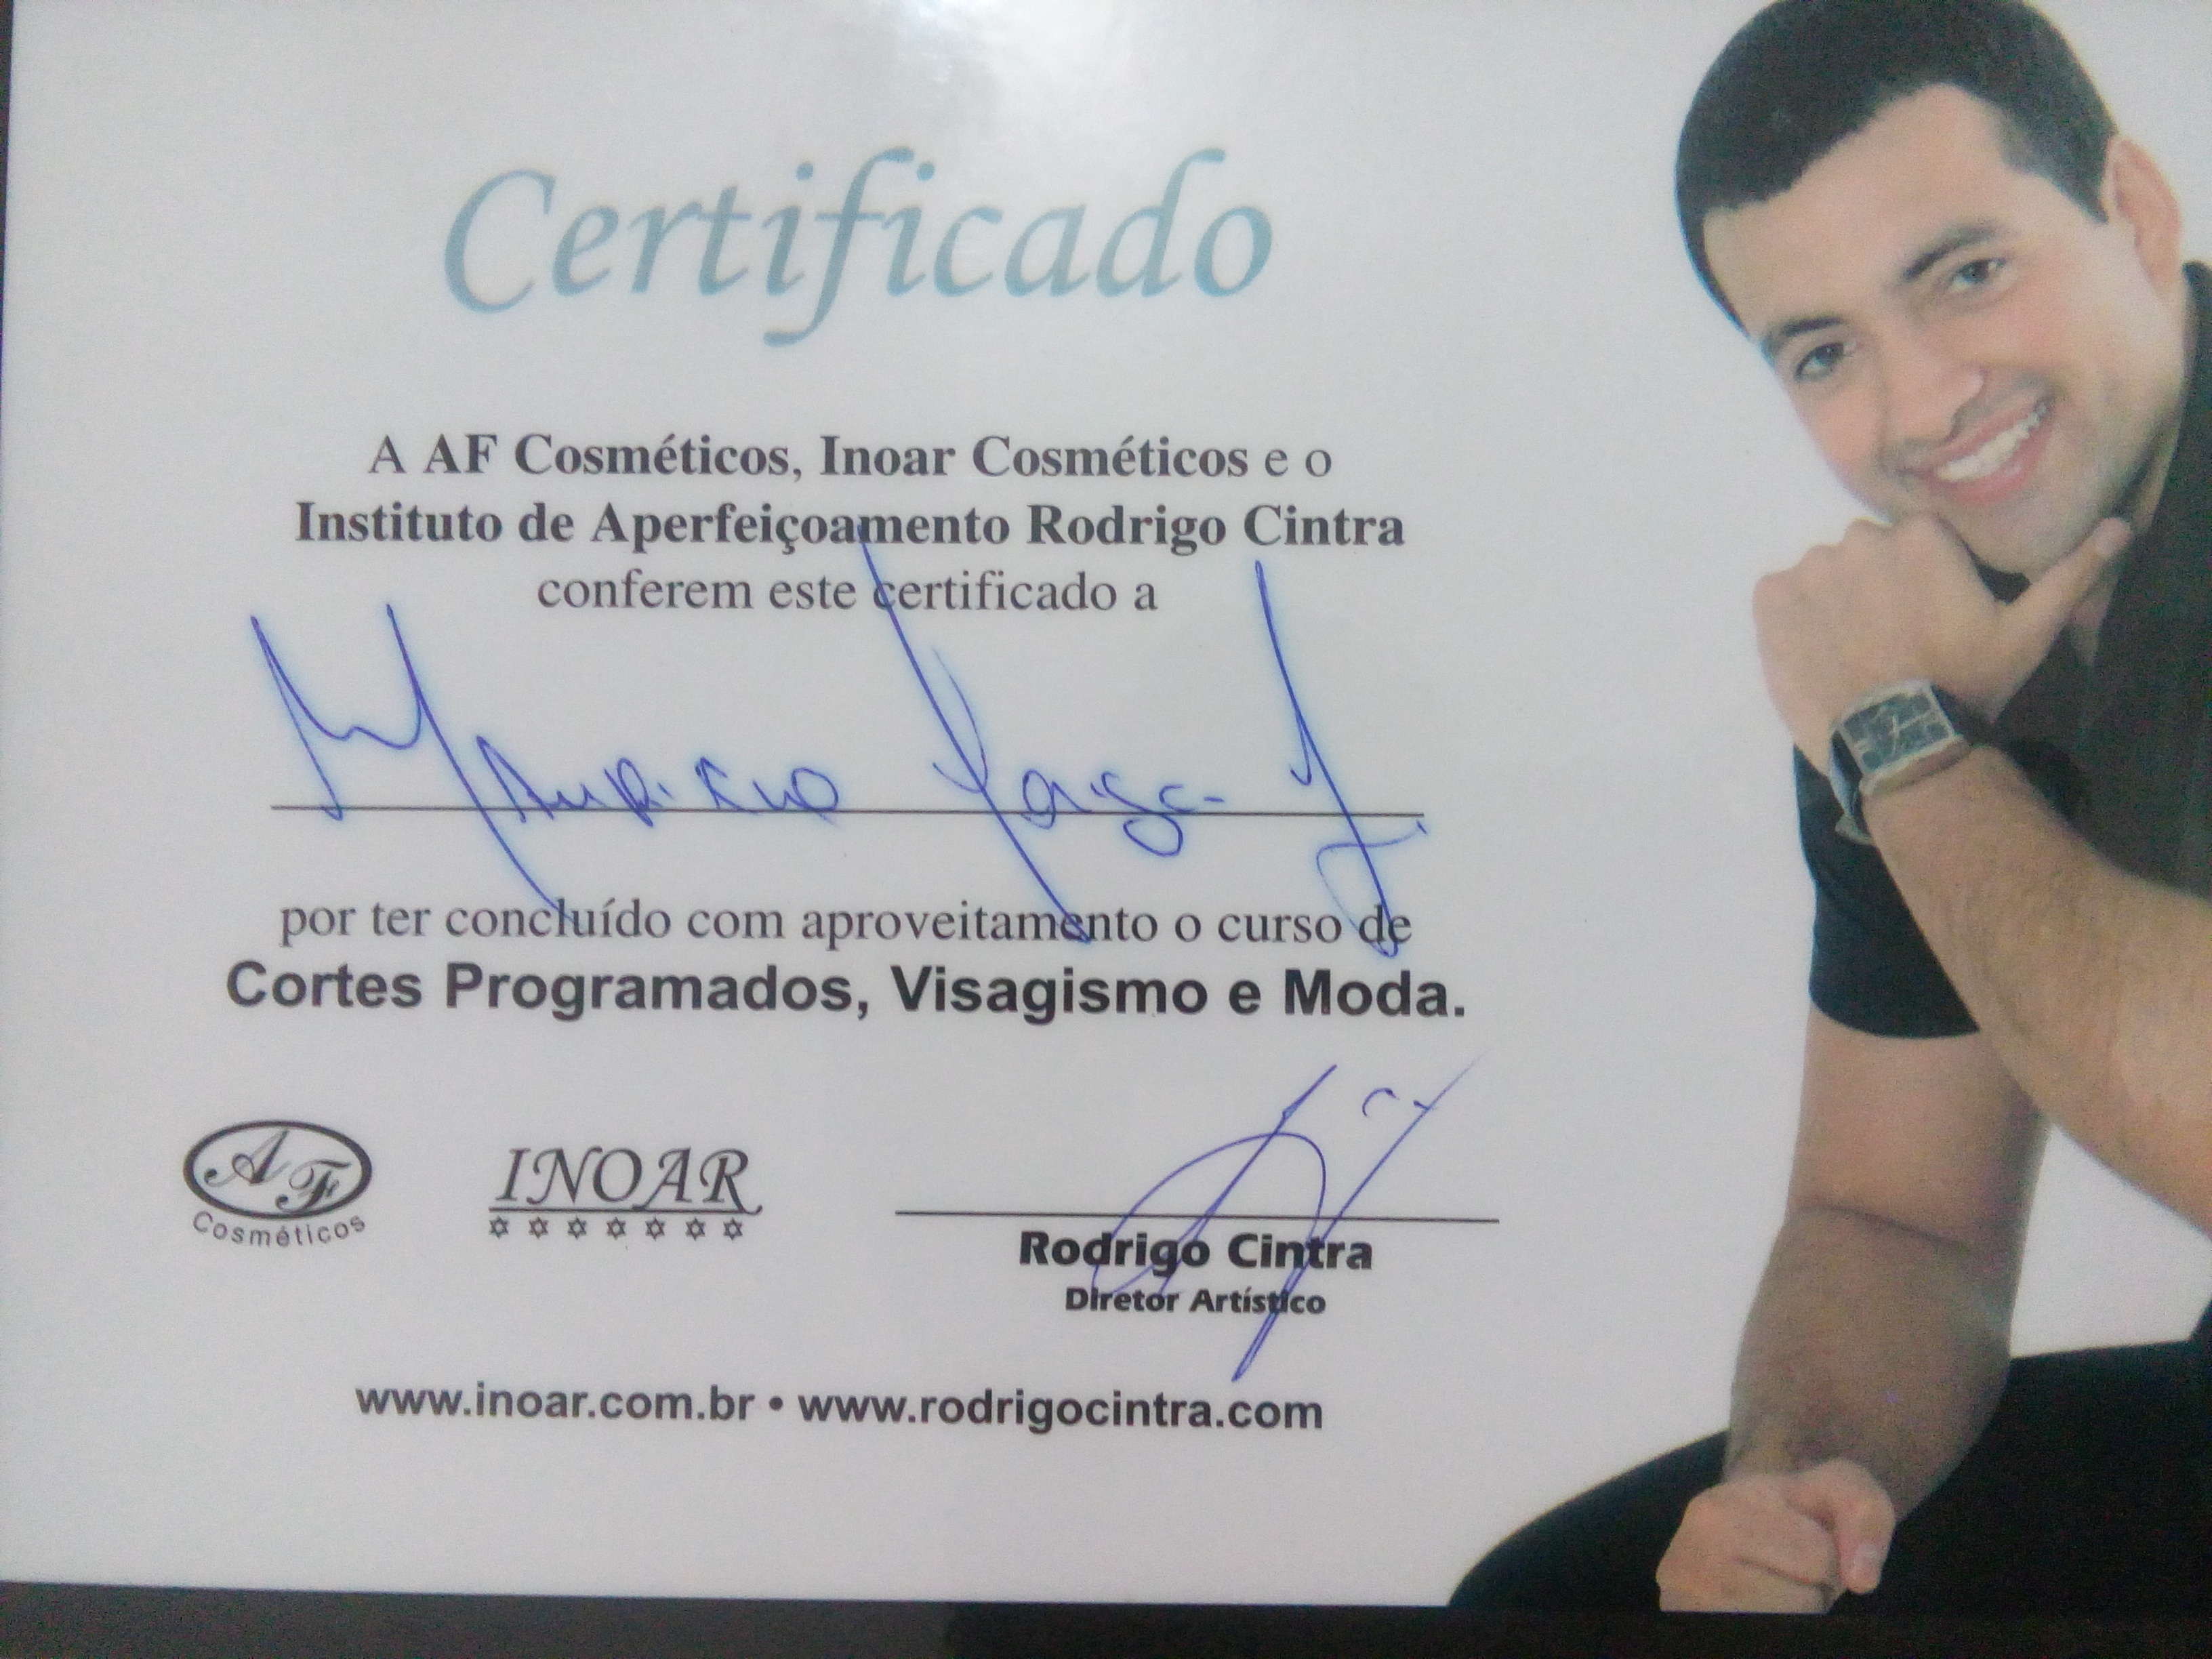 Certificado
A AF Cosméticos, Inoar Cosméticos e o
Instituto de Aperfeiçoamento Rodrigo Cintra
conferem este certificado a
por ter concluído com aproveitamento o curso de
Cortes Programados, Visagismo e Moda.
AF
Cosméticos
INOAR
Rodrigo Cintra
Diretor Artístico
www.inoar.com.br • www.rodrigocintra.com